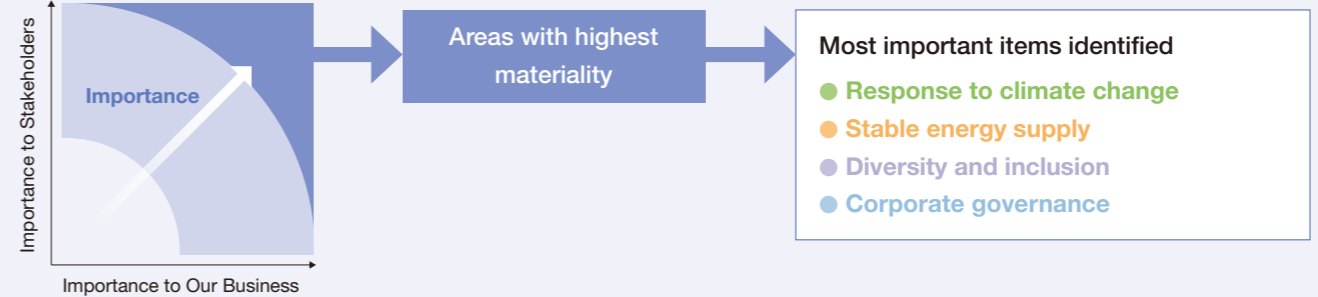 Importance to Stakeholders
Importance
Importance to Our Business
Areas with highest
materiality
Most important items identified
Response to climate change
Stable energy supply
Diversity and inclusion
Corporate governance